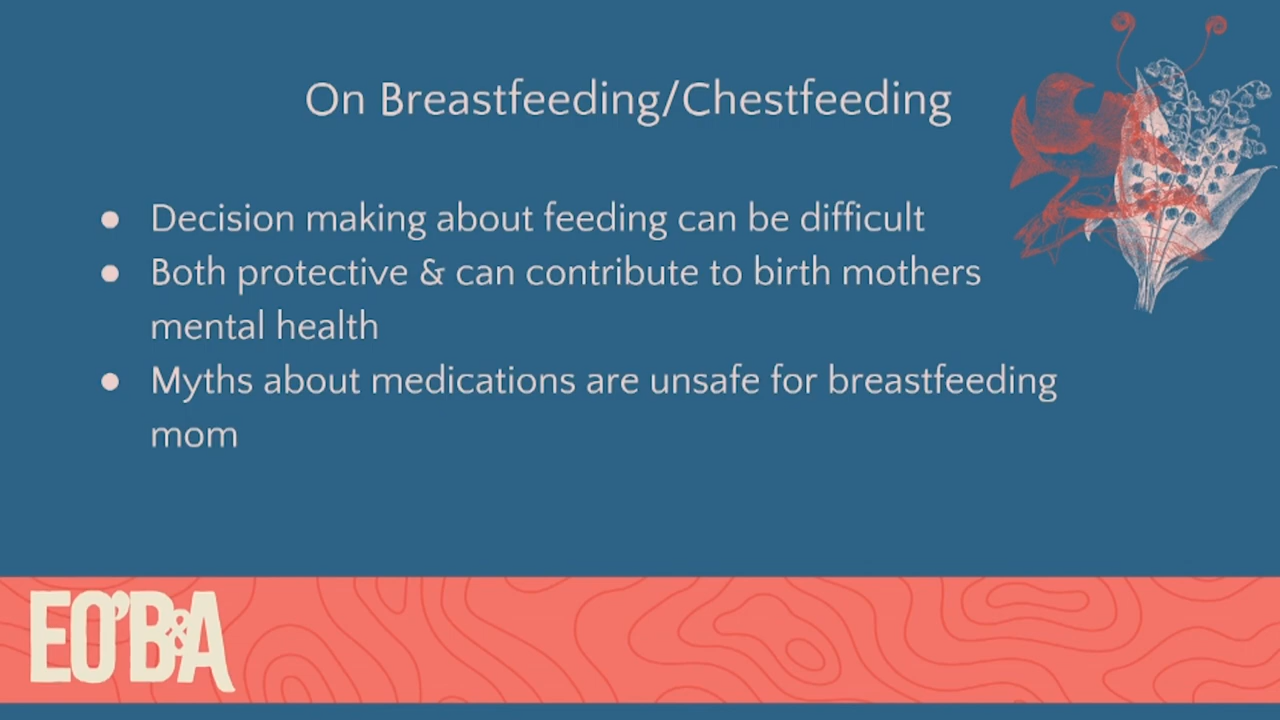 On Breastfeeding/Chestfeeding
● Decision making about feeding can be difficult
● Both protective & can contribute to birth mothers
mental health
● Myths about medications are unsafe for breastfeeding
mom
EO'B&A